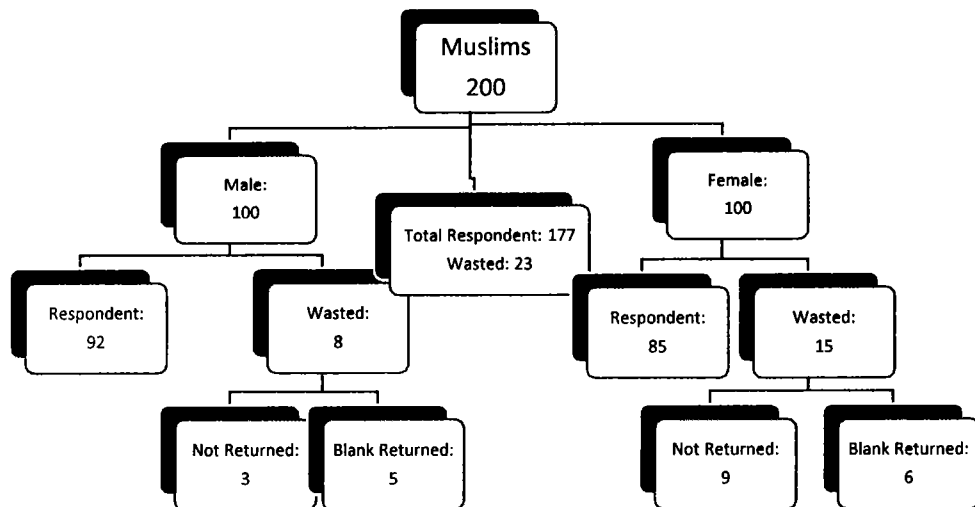 Muslims
200
Male:
100
Female:
100
Total Respondent: 177
Wasted: 23
Respondent:
92
Wasted:
8
Respondent:
85
Wasted:
15
Not Returned:
3
Blank Returned:
5
Not Returned:
9
Blank Returned:
6